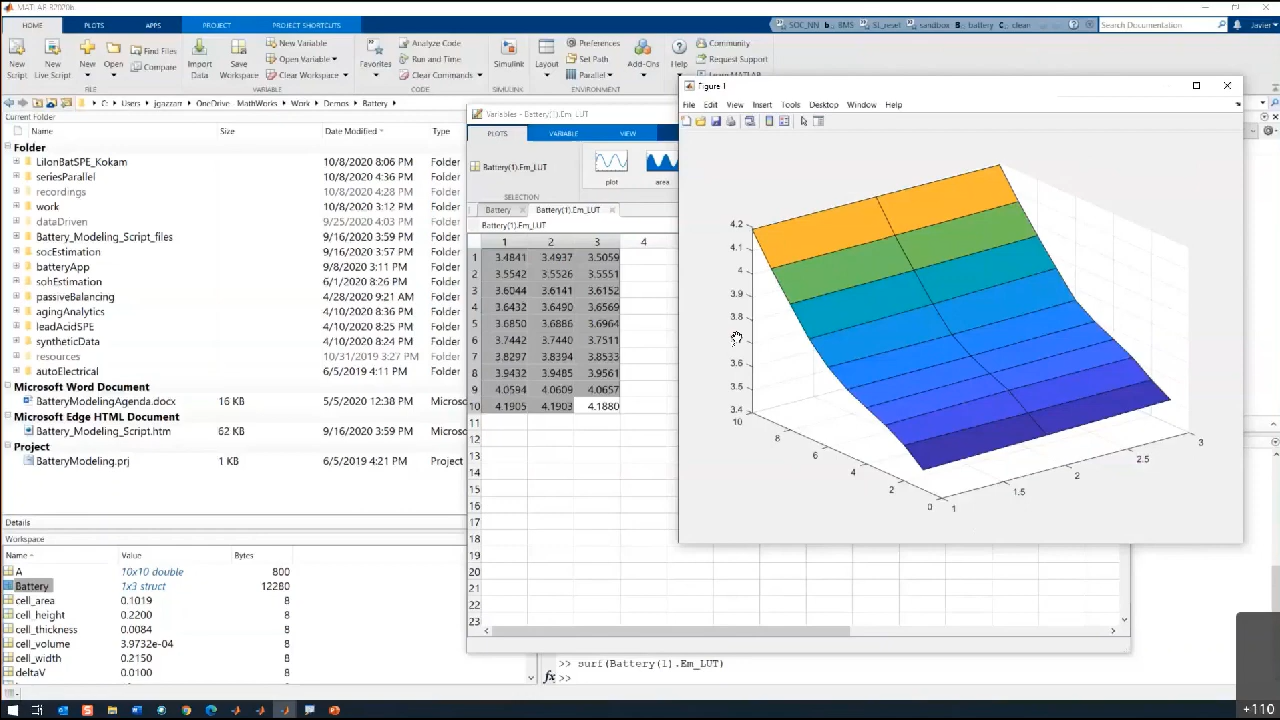 MATLAB R2020b
HOME PLOTS APPS PROJECT PROJECT SHORTCUTS
SOC_NN b... BMS SI_reset sandbox B... battery C... clean Search Documentation Javier
New Script New Live Script New Open Find Files Compare Import Data Save Workspace New Variable Open Variable Clear Workspace Favorites Analyze Code Run and Time Clear Commands Simulink Layout Preferences Set Path Parallel Add-Ons Help Community Request Support Learn MATLAB
VARIABLE CODE SIMULINK
C: Users jgazzarr OneDrive MathWorks Work Demos Battery
Current Folder
Name Size Date Modified Type
Folder
LiIonBatSPE_Kokam 10/8/2020 8:06 PM Folder
seriesParallel 10/8/2020 4:36 PM Folder
recordings 10/8/2020 4:28 PM Folder
work 10/8/2020 3:12 PM Folder
dataDriven 9/25/2020 4:03 PM Folder
Battery_Modeling_Script_files 9/16/2020 3:59 PM Folder
socEstimation 9/16/2020 3:57 PM Folder
batteryApp 9/8/2020 3:11 PM Folder
sohEstimation 6/1/2020 8:26 PM Folder
passiveBalancing 4/28/2020 9:21 AM Folder
agingAnalytics 4/10/2020 8:35 PM Folder
leadAcidSPE 4/10/2020 8:25 PM Folder
syntheticData 4/10/2020 8:24 PM Folder
resources 10/31/2019 3:27 PM Folder
autoElectrical 6/5/2019 4:11 PM Folder
Microsoft Word Document
BatteryModelingAgenda.docx 16 KB 5/5/2020 12:38 PM Microso
Microsoft Edge HTML Document
Battery_Modeling_Script.htm 62 KB 9/16/2020 3:59 PM Microso
Project
BatteryModeling.prj 1 KB 6/5/2019 4:21 PM Project
Details
Workspace
Name Value Bytes
A 10x10 double 800
Battery 1x3 struct 12280
cell_area 0.1019 8
cell_height 0.2200 8
cell_thickness 0.0084 8
cell_volume 3.9732e-04 8
cell_width 0.2150 8
deltaV 0.0100 8
Variables - Battery(1).Em_LUT
PLOTS VARIABLE VIEW
Battery(1).Em_LUT plot area
SELECTION
Battery Battery(1).Em_LUT
Battery(1).Em_LUT
1 2 3 4
1 3.4841 3.4937 3.5059
2 3.5542 3.5526 3.5551
3 3.6044 3.6141 3.6152
4 3.6432 3.6490 3.6569
5 3.6850 3.6886 3.6964
6 3.7442 3.7440 3.7511
7 3.8297 3.8394 3.8533
8 3.9432 3.9485 3.9561
9 4.0594 4.0609 4.0657
10 4.1905 4.1903 4.1880
11
12
13
14
15
16
17
18
19
20
21
22
23
Figure 1
File Edit View Insert Tools Desktop Window Help
4.2
4.1
4
3.9
3.8
3.6
3.5
3.4
10
8
6
4
2
0
1
1.5
2
2.5
3
>> surf(Battery(1).Em_LUT)
fx >>
+110